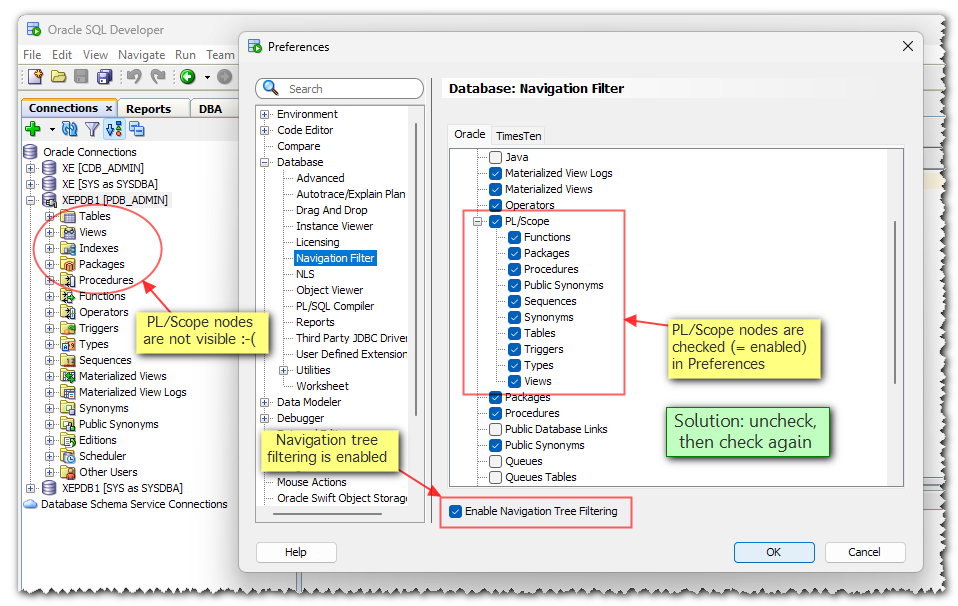 Oracle SQL Developer
File Edit View Navigate Run Team
Connections × Reports DBA
Oracle Connections
XE [CDB_ADMIN]
XE [SYS as SYSDBA]
XEPDB1 [PDB_ADMIN]
Tables
Views
Indexes
Packages
Procedures
Functions
Operators
Triggers
Types
Sequences
Materialized Views
Materialized View Logs
Synonyms
Public Synonyms
Editions
Scheduler
Other Users
XEPDB1 [SYS as SYSDBA]
Database Schema Service Connections
PL/Scope nodes
are not visible :-(
Preferences
Search
Environment
Code Editor
Compare
Database
Advanced
Autotrace/Explain Plan
Drag And Drop
Instance Viewer
Licensing
Navigation Filter
NLS
Object Viewer
PL/SQL Compiler
Reports
Third Party JDBC Driver
User Defined Extension
Utilities
Worksheet
Data Modeler
Debugger
Mouse Actions
Oracle Swift Object Storage
Navigation tree
filtering is enabled
Database: Navigation Filter
Oracle TimesTen
Java
Materialized View Logs
Materialized Views
Operators
PL/Scope
Functions
Packages
Procedures
Public Synonyms
Sequences
Synonyms
Tables
Triggers
Types
Views
Packages
Procedures
Public Database Links
Public Synonyms
Queues
Queues Tables
PL/Scope nodes are
checked (= enabled)
in Preferences
Solution: uncheck,
then check again
Enable Navigation Tree Filtering
Help OK Cancel